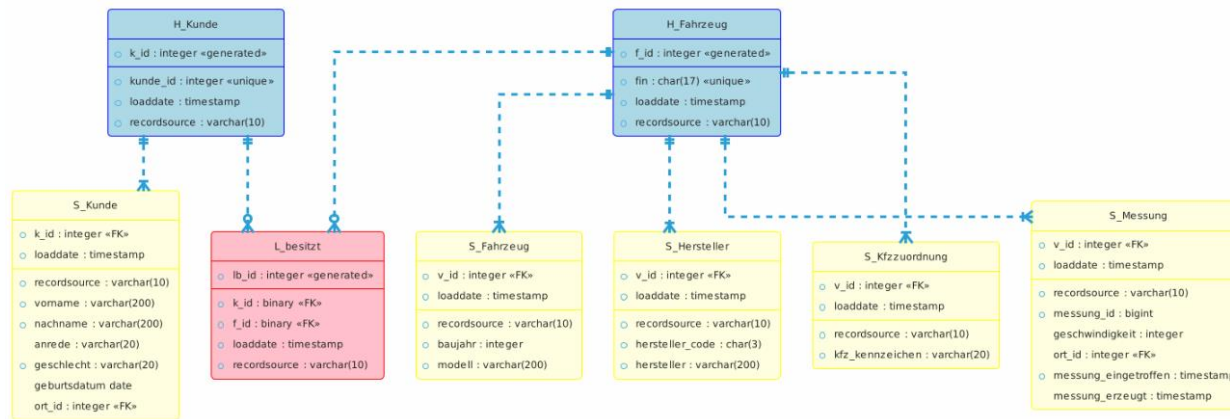 H_Kunde
k_id : integer «generated»
kunde_id : integer «unique»
loaddate : timestamp
recordsource : varchar(10)
H_Fahrzeug
f_id : integer «generated»
fin : char(17) «unique»
loaddate : timestamp
recordsource : varchar(10)
S_Kunde
k_id : integer «FK»
loaddate : timestamp
recordsource : varchar(10)
vorname : varchar(200)
nachname : varchar(200)
anrede : varchar(20)
geschlecht : varchar(20)
geburtsdatum date
ort_id : integer «FK»
L_besitzt
lb_id : integer «generated»
k_id : binary «FK»
f_id : binary «FK»
loaddate : timestamp
recordsource : varchar(10)
S_Fahrzeug
v_id : integer «FK»
loaddate : timestamp
recordsource : varchar(10)
baujahr : integer
modell : varchar(200)
S_Hersteller
v_id : integer «FK»
loaddate : timestamp
recordsource : varchar(10)
hersteller_code : char(3)
hersteller : varchar(200)
S_Kfzzuordnung
v_id : integer «FK»
loaddate : timestamp
recordsource : varchar(10)
kfz_kennzeichen : varchar(20)
S_Messung
v_id : integer «FK»
loaddate : timestamp
recordsource : varchar(10)
messung_id : bigint
geschwindigkeit : integer
ort_id : integer «FK»
messung_eingetroffen : timestamp
messung_erzeugt : timestamp